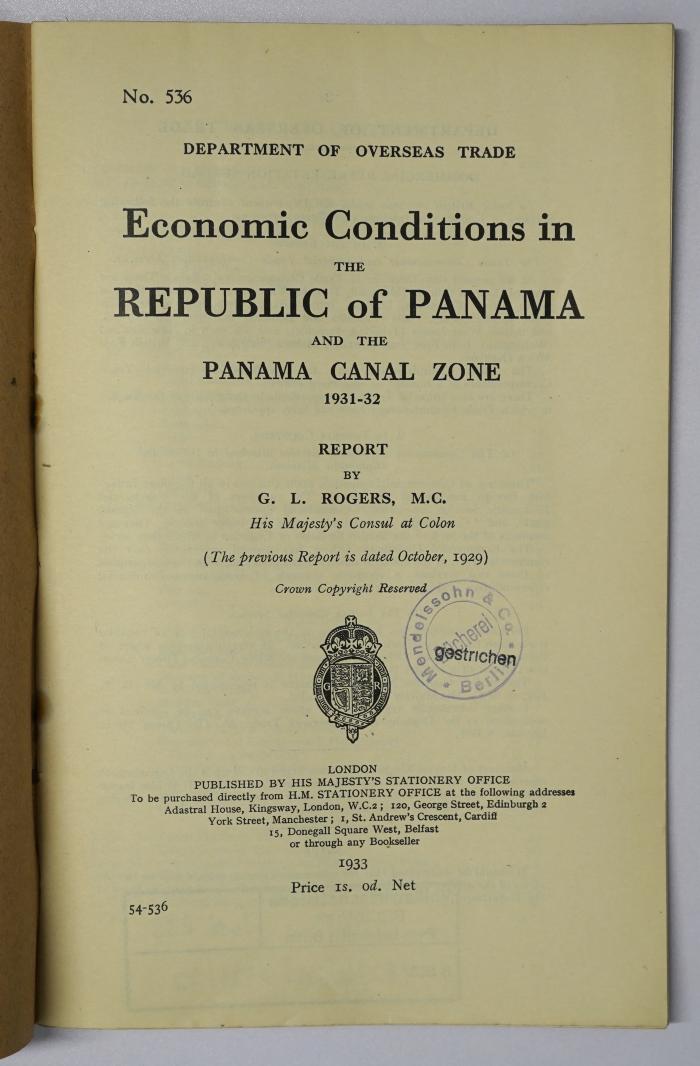 No. 536
DEPARTMENT OF OVERSEAS TRADE
Economic Conditions in
THE
REPUBLIC of PANAMA
AND THE
PANAMA CANAL ZONE
1931-32
REPORT
BY
G. L. ROGERS, M.C.
His Majesty's Consul at Colon
(The previous Report is dated October, 1929)
Crown Copyright Reserved
Mendelssohn & Co. * Berlin *
Bücherei
gestrichen
G R
LONDON
PUBLISHED BY HIS MAJESTY'S STATIONERY OFFICE
To be purchased directly from H.M. STATIONERY OFFICE at the following addresses
Adastral House, Kingsway, London, W.C.2 ; 120, George Street, Edinburgh 2
York Street, Manchester ; 1, St. Andrew's Crescent, Cardiff
15, Donegall Square West, Belfast
or through any Bookseller
1933
Price 1s. 0d. Net
54-536